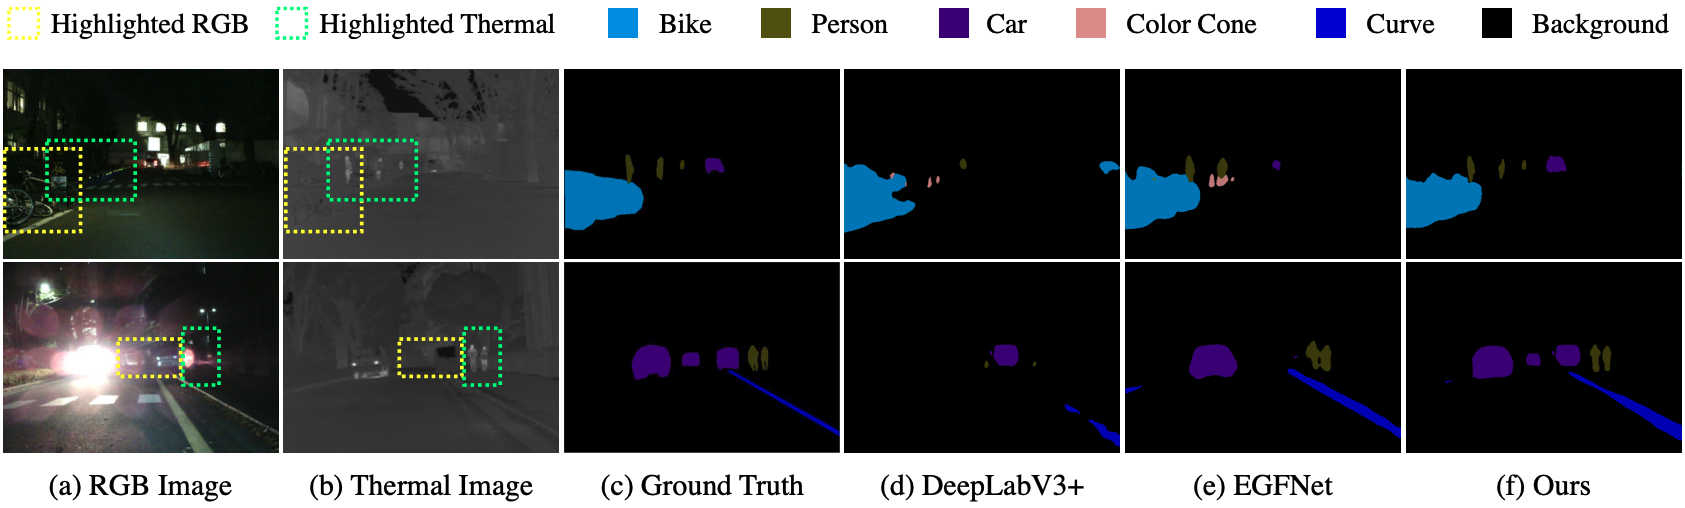 Highlighted RGB Highlighted Thermal Bike Person Car Color Cone Curve Background
(a) RGB Image (b) Thermal Image (c) Ground Truth (d) DeepLabV3+ (e) EGFNet (f) Ours